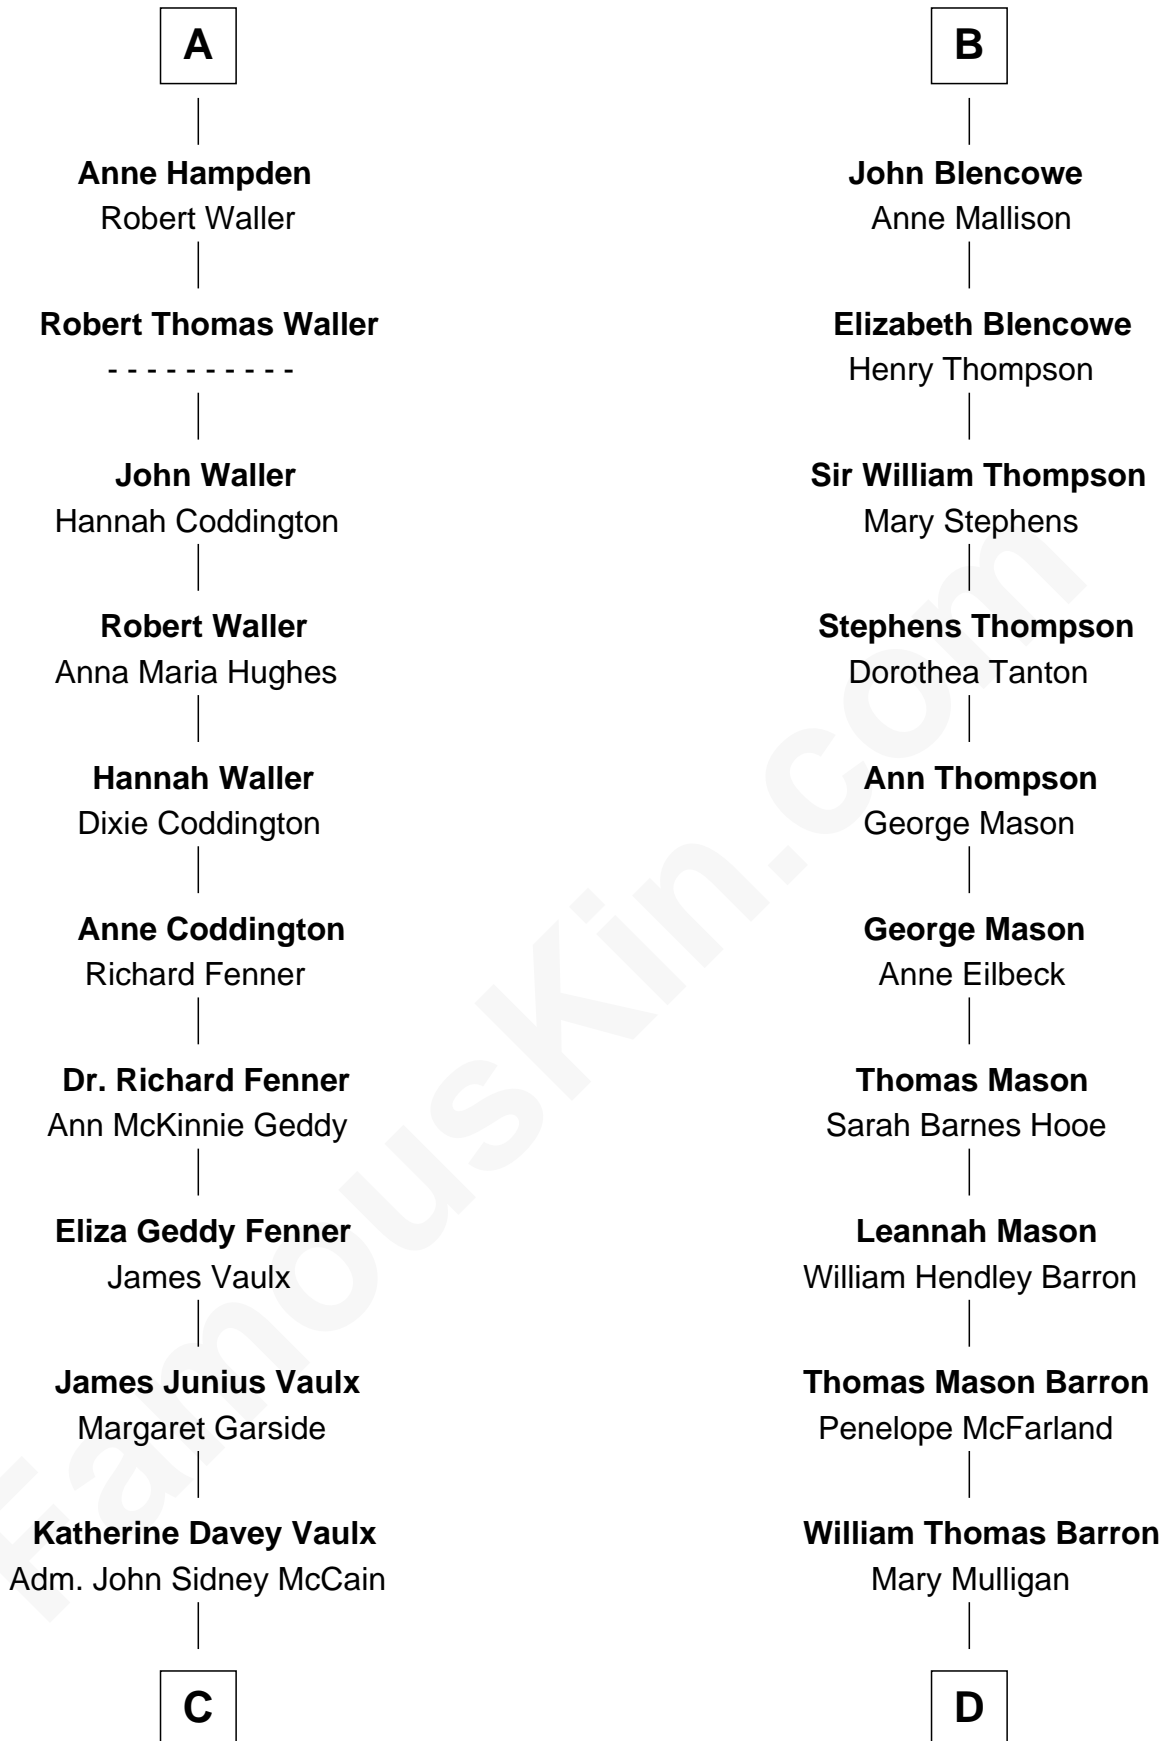 A
Anne Hampden
Robert Waller
Robert Thomas Waller
- - - - - - - - - -
John Waller
Hannah Coddington
Robert Waller
Anna Maria Hughes
Hannah Waller
Dixie Coddington
Anne Coddington
Richard Fenner
Dr. Richard Fenner
Ann McKinnie Geddy
Eliza Geddy Fenner
James Vaulx
James Junius Vaulx
Margaret Garside
Katherine Davey Vaulx
Adm. John Sidney McCain
C
B
John Blencowe
Anne Mallison
Elizabeth Blencowe
Henry Thompson
Sir William Thompson
Mary Stephens
Stephens Thompson
Dorothea Tanton
Ann Thompson
George Mason
George Mason
Anne Eilbeck
Thomas Mason
Sarah Barnes Hooe
Leannah Mason
William Hendley Barron
Thomas Mason Barron
Penelope McFarland
William Thomas Barron
Mary Mulligan
D
FamousKin.com